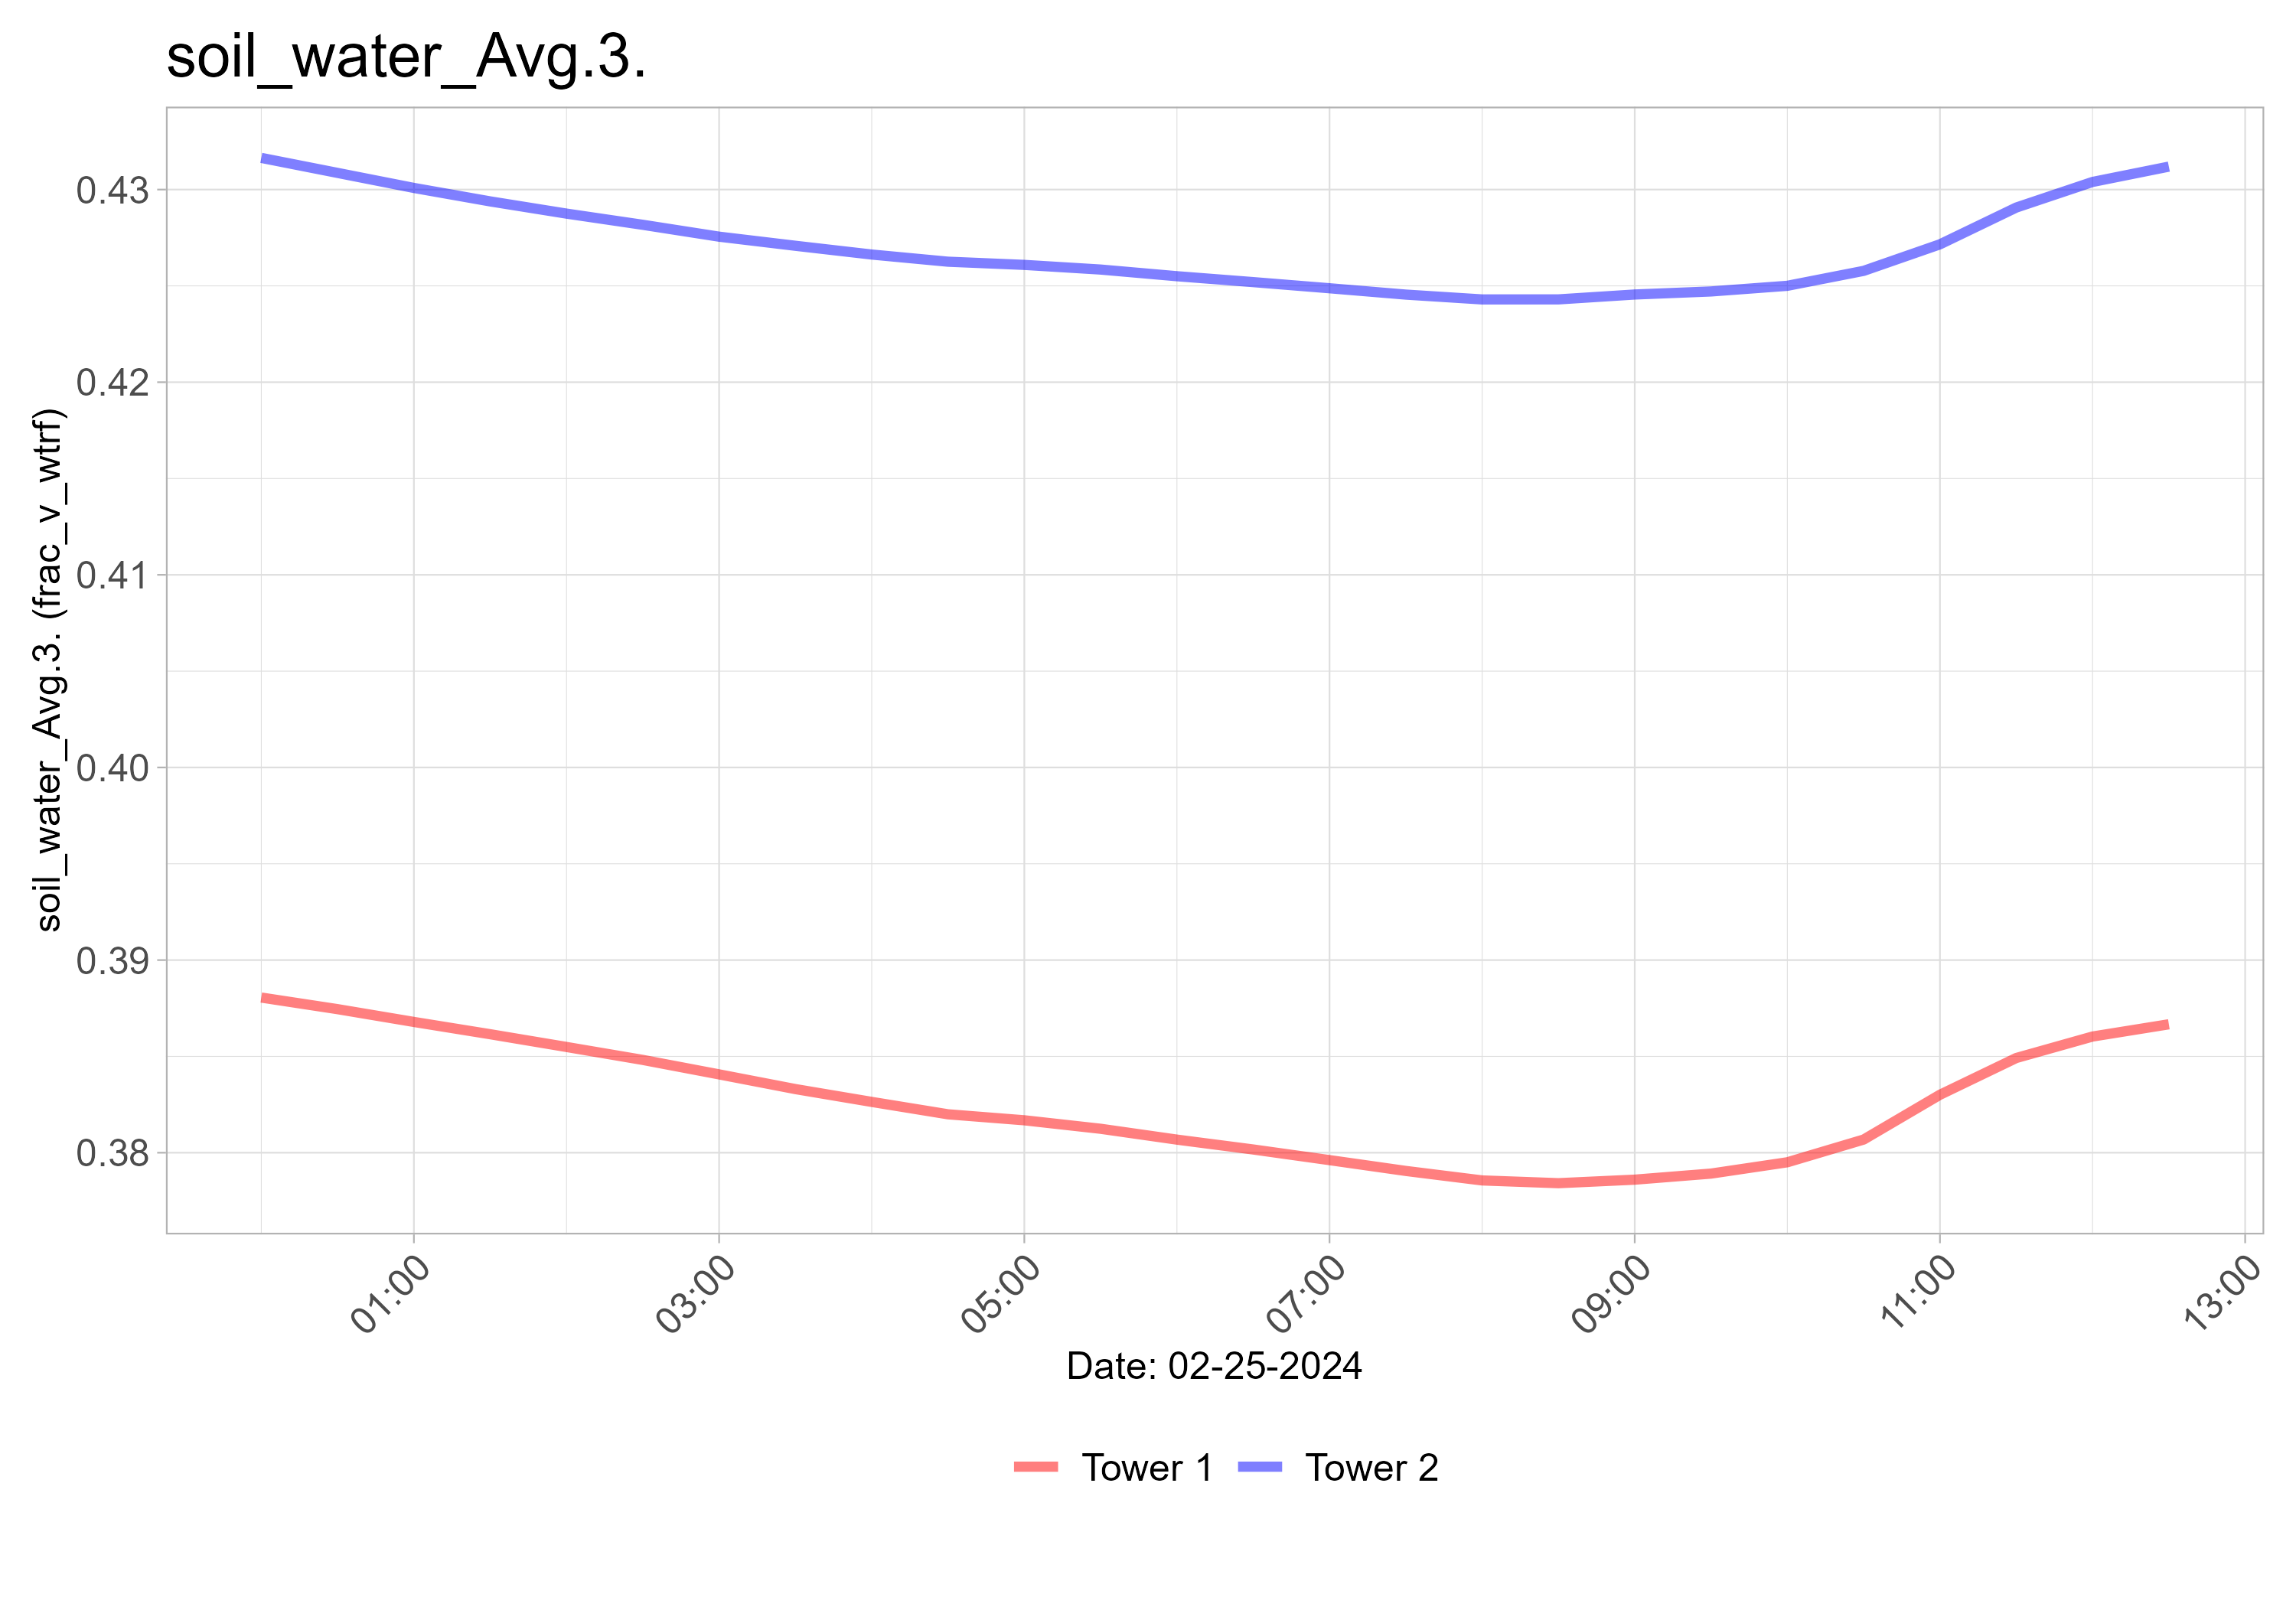 soil_water_Avg.3.
soil_water_Avg.3. (frac_v_wtrf)
0.43
0.42
0.41
0.40
0.39
0.38
01:00
03:00
05:00
07:00
09:00
11:00
13:00
Date: 02-25-2024
Tower 1
Tower 2